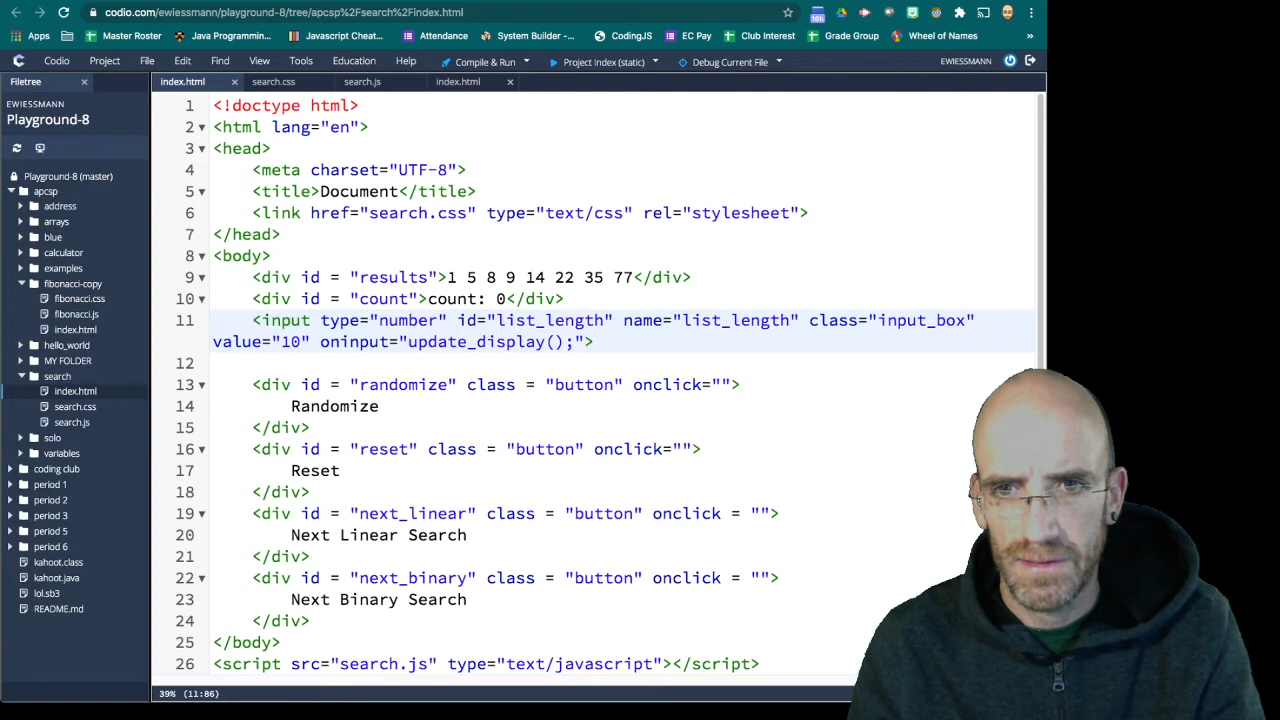 codio.com/ewiessmann/playground-8/tree/apcsp%2Fsearch%2Findex.html
16h
Apps Master Roster Java Programmin... Javascript Cheat... Attendance System Builder -... CodingJS EC Pay Club Interest Grade Group Wheel of Names »
Codio Project File Edit Find View Tools Education Help Compile & Run Project Index (static) Debug Current File EWIESSMANN
Filetree × index.html × search.css search.js index.html ×
EWIESSMANN
Playground-8
Playground-8 (master)
apcsp
address
arrays
blue
calculator
examples
fibonacci-copy
fibonacci.css
fibonacci.js
index.html
hello_world
MY FOLDER
search
index.html
search.css
search.js
solo
variables
coding club
period 1
period 2
period 3
period 5
period 6
kahoot.class
kahoot.java
lol.sb3
README.md
1 <!doctype html>
2 <html lang="en">
3 <head>
4 <meta charset="UTF-8">
5 <title>Document</title>
6 <link href="search.css" type="text/css" rel="stylesheet">
7 </head>
8 <body>
9 <div id = "results">1 5 8 9 14 22 35 77</div>
10 <div id = "count">count: 0</div>
11 <input type="number" id="list_length" name="list_length" class="input_box"
value="10" oninput="update_display();">
12
13 <div id = "randomize" class = "button" onclick="">
14 Randomize
15 </div>
16 <div id = "reset" class = "button" onclick="">
17 Reset
18 </div>
19 <div id = "next_linear" class = "button" onclick = "">
20 Next Linear Search
21 </div>
22 <div id = "next_binary" class = "button" onclick = "">
23 Next Binary Search
24 </div>
25 </body>
26 <script src="search.js" type="text/javascript"></script>
39% (11:86)